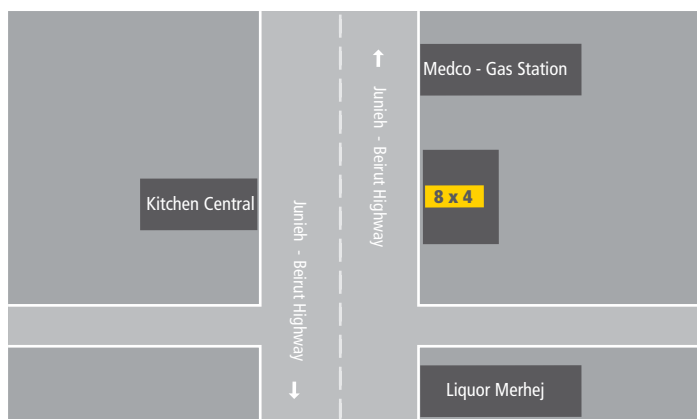 Medco - Gas Station
Junieh - Beirut Highway
8 x 4
Kitchen Central
Junieh - Beirut Highway
Liquor Merhej